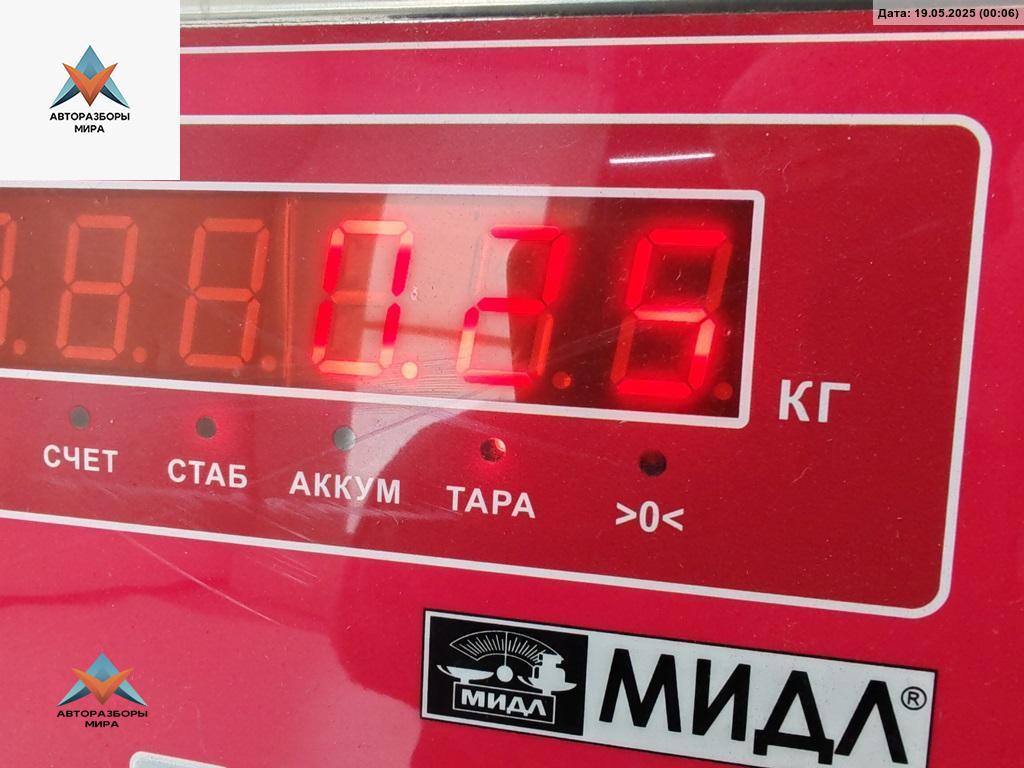 Дата: 19.05.2025 (00:06)
АВТОРАЗБОРЫ
МИРА
0.25
КГ
СЧЕТ СТАБ АККУМ ТАРА >0<
МИДЛ МИДЛ®
АВТОРАЗБОРЫ
МИРА